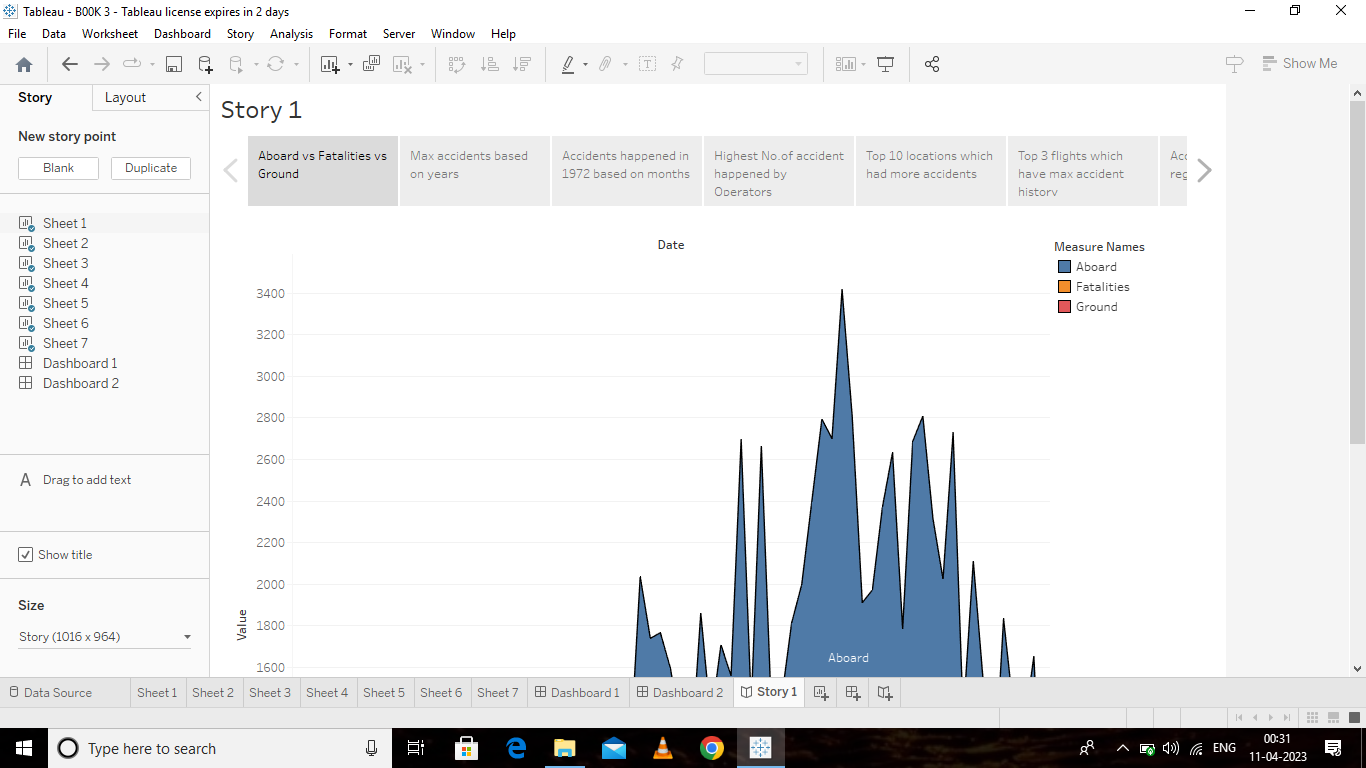 Tableau - B00K 3 - Tableau license expires in 2 days
File Data Worksheet Dashboard Story Analysis Format Server Window Help
Show Me
Story Layout
New story point
Blank Duplicate
Sheet 1
Sheet 2
Sheet 3
Sheet 4
Sheet 5
Sheet 6
Sheet 7
Dashboard 1
Dashboard 2
A Drag to add text
Show title
Size
Story (1016 x 964)
Story 1
Aboard vs Fatalities vs
Ground
Max accidents based
on years
Accidents happened in
1972 based on months
Highest No.of accident
happened by
Operators
Top 10 locations which
had more accidents
Top 3 flights which
have max accident
history
Date
Measure Names
Aboard
Fatalities
Ground
3400
3200
3000
2800
2600
2400
2200
2000
1800
1600
Value
Aboard
Data Source Sheet 1 Sheet 2 Sheet 3 Sheet 4 Sheet 5 Sheet 6 Sheet 7 Dashboard 1 Dashboard 2 Story 1
Type here to search
ENG
00:31
11-04-2023